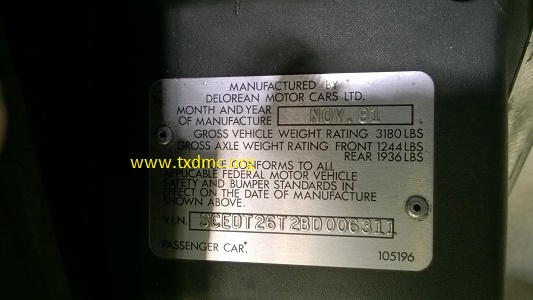 MANUFACTURED BY
DELOREAN MOTOR CARS LTD.
MONTH AND YEAR
OF MANUFACTURE NOV. 81
GROSS VEHICLE WEIGHT RATING 3180 LBS
GROSS AXLE WEIGHT RATING FRONT 1244 LBS
REAR 1936 LBS
www.txdmc.com
CONFORMS TO ALL
APPLICABLE FEDERAL MOTOR VEHICLE
SAFETY AND BUMPER STANDARDS IN
EFFECT ON THE DATE OF MANUFACTURE
SHOWN ABOVE.
V.I.N. SCEDT26T2BD006311
PASSENGER CAR.
105196